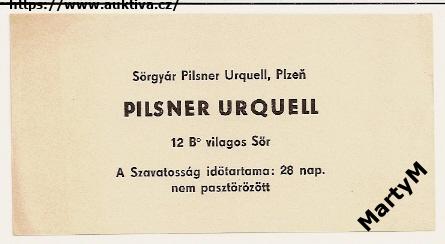 https://www.auktiva.cz/
Sörgyár Pilsner Urquell, Plzeň
PILSNER URQUELL
12 B° vilagos Sör
A Szavatosság idötartama: 28 nap.
nem pasztörözött
MartyM